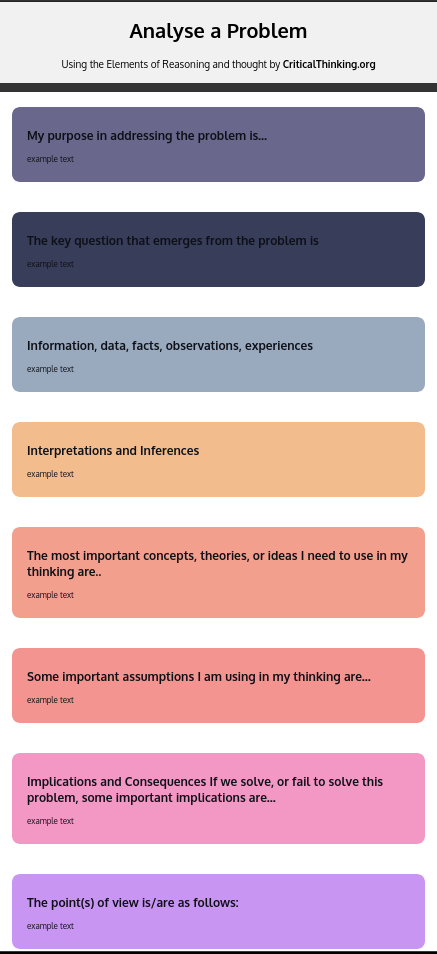 Analyse a Problem
Using the Elements of Reasoning and thought by CriticalThinking.org
My purpose in addressing the problem is...
example text
The key question that emerges from the problem is
example text
Information, data, facts, observations, experiences
example text
Interpretations and Inferences
example text
The most important concepts, theories, or ideas I need to use in my
thinking are..
example text
Some important assumptions I am using in my thinking are...
example text
Implications and Consequences If we solve, or fail to solve this
problem, some important implications are...
example text
The point(s) of view is/are as follows:
example text